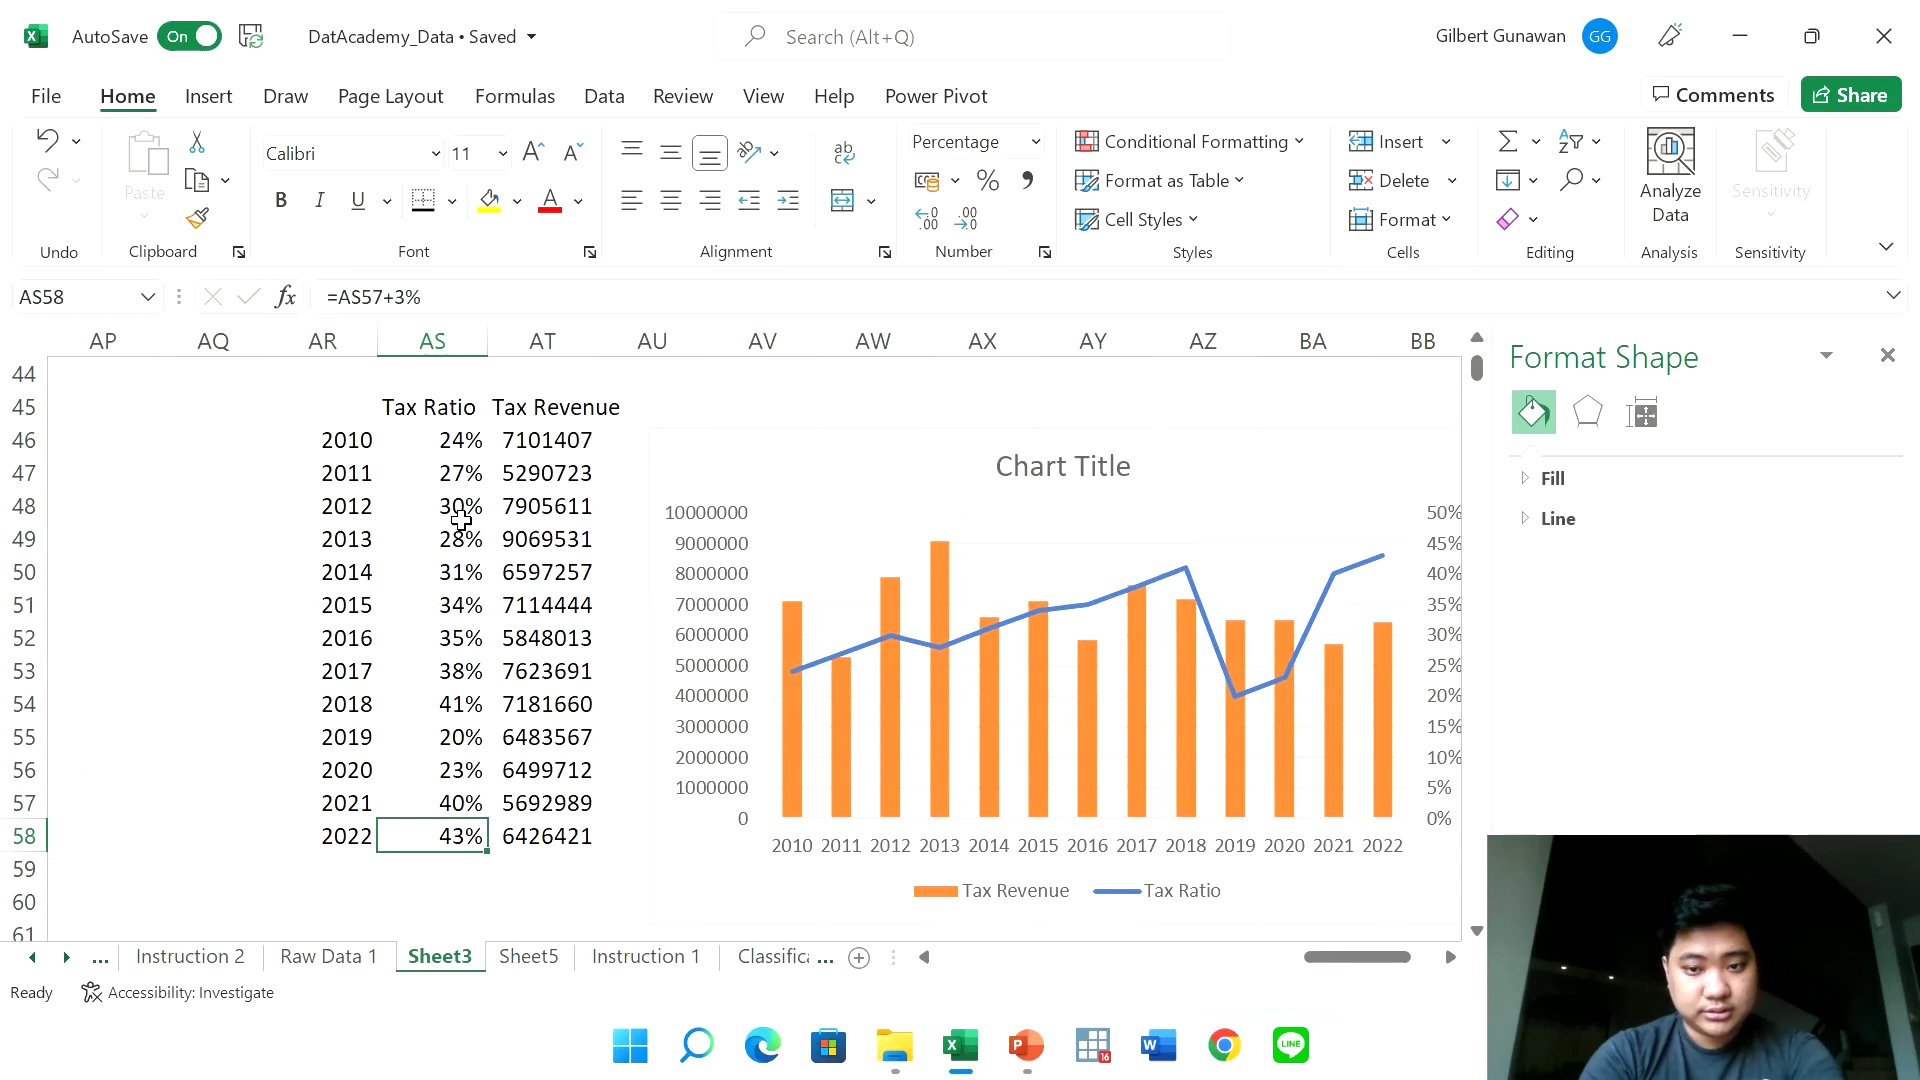 AutoSave On DatAcademy_Data • Saved Search (Alt+Q) Gilbert Gunawan GG
File Home Insert Draw Page Layout Formulas Data Review View Help Power Pivot Comments Share
Paste Calibri 11 Percentage Conditional Formatting Insert
B I U % Format as Table Delete Analyze Data Sensitivity
Cell Styles Format
Undo Clipboard Font Alignment Number Styles Cells Editing Analysis Sensitivity
AS58 fx =AS57+3%
AP AQ AR AS AT AU AV AW AX AY AZ BA BB
44
45 Tax Ratio Tax Revenue
46 2010 24% 7101407
47 2011 27% 5290723
48 2012 30% 7905611
49 2013 28% 9069531
50 2014 31% 6597257
51 2015 34% 7114444
52 2016 35% 5848013
53 2017 38% 7623691
54 2018 41% 7181660
55 2019 20% 6483567
56 2020 23% 6499712
57 2021 40% 5692989
58 2022 43% 6426421
59
60
61
Chart Title
10000000 50%
9000000 45%
8000000 40%
7000000 35%
6000000 30%
5000000 25%
4000000 20%
3000000 15%
2000000 10%
1000000 5%
0 0%
2010 2011 2012 2013 2014 2015 2016 2017 2018 2019 2020 2021 2022
Tax Revenue Tax Ratio
Format Shape
Fill
Line
... Instruction 2 Raw Data 1 Sheet3 Sheet5 Instruction 1 Classifica ...
Ready Accessibility: Investigate
16 LINE